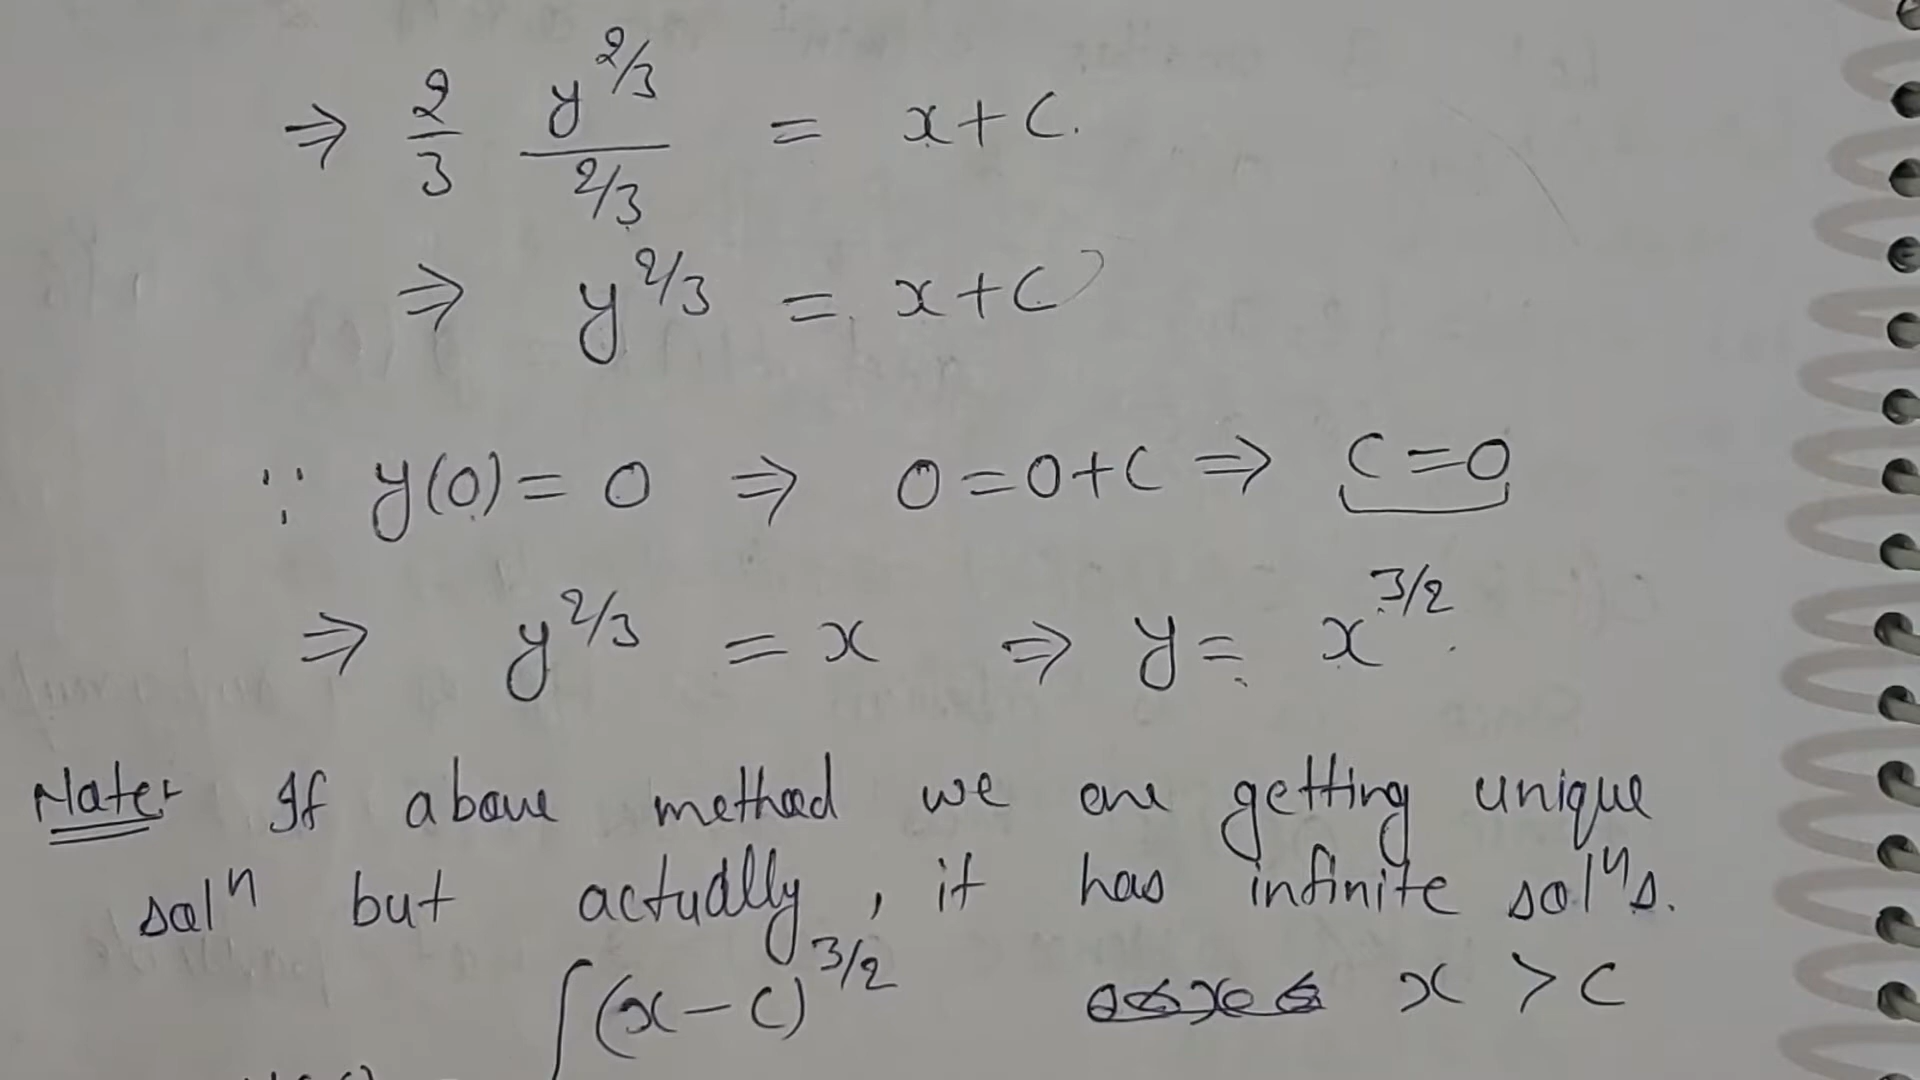 ⇒ 2/3 y^{2/3}/(2/3) = x + C.
⇒ y^{2/3} = x + C
∵ y(0) = 0 ⇒ 0 = 0 + C ⇒ C = 0
⇒ y^{2/3} = x ⇒ y = x^{3/2}.
Note:- If above method we are getting unique
solⁿ but actually, it has infinite solⁿs.
{ (x - C)^{3/2} x > C